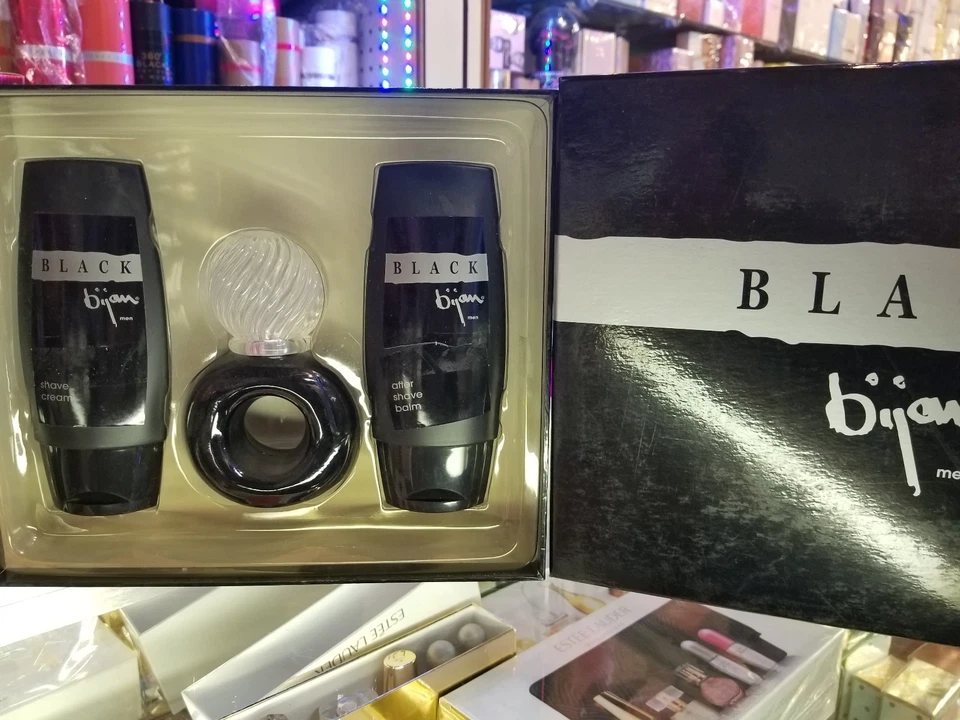 BLACK
bijan
men
shave
cream
BLACK
bijan
men
after
shave
balm
BLA
bijan
me
ESTEE LAUDER
ESTEE LAUDER